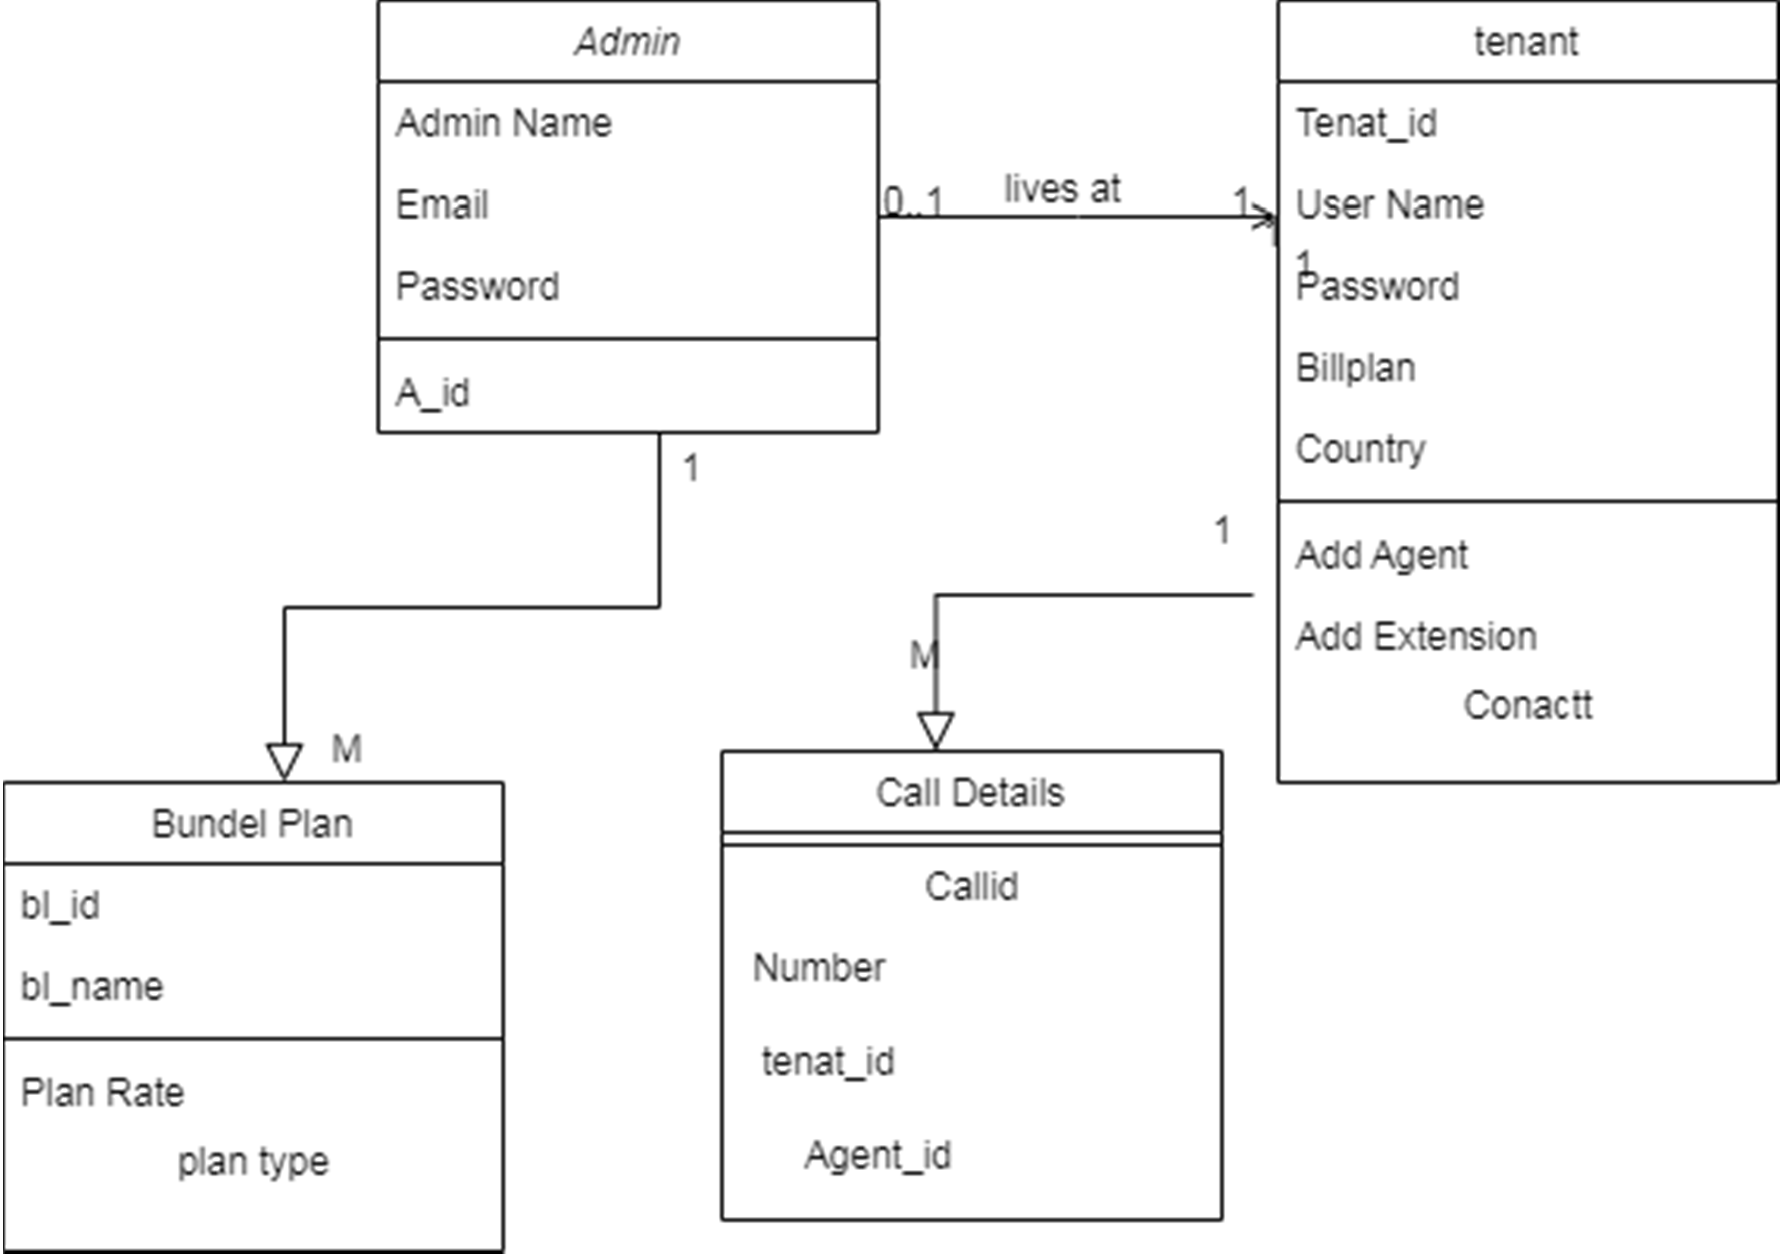 Admin
Admin Name
Email
Password
A_id
0..1
lives at
1
tenant
Tenat_id
User Name
1
Password
Billplan
Country
Add Agent
Add Extension
Conactt
1
M
1
M
Bundel Plan
bl_id
bl_name
Plan Rate
plan type
Call Details
Callid
Number
tenat_id
Agent_id